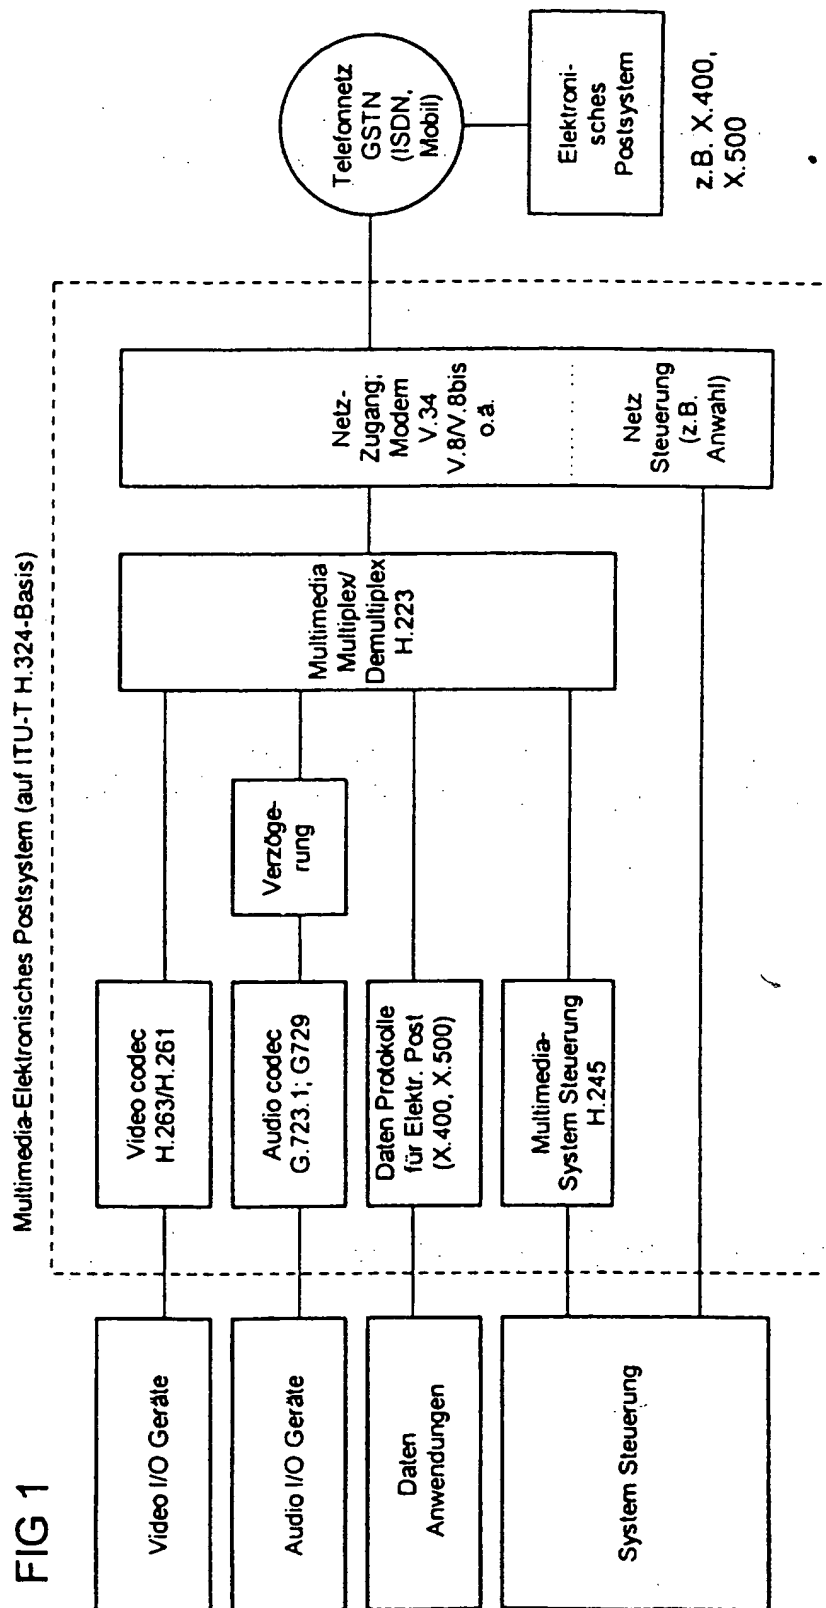 FIG 1
Multimedia-Elektronisches Postsystem (auf ITU-T H.324-Basis)
Video I/O Geräte
Audio I/O Geräte
Daten
Anwendungen
System Steuerung
Video codec
H.263/H.261
Audio codec
G.723.1; G729
Daten Protokolle
für Elektr. Post
(X.400, X.500)
Multimedia-
System Steuerung
H.245
Verzöge-
rung
Multimedia
Multiplex/
Demultiplex
H.223
Netz-
Zugang;
Modem
V.34
V.8/V.8bis
o.ä.
Netz
Steuerung
(z.B.
Anwahl)
Telefonnetz
GSTN
(ISDN,
Mobil)
Elektroni-
sches
Postsystem
z.B. X.400,
X.500